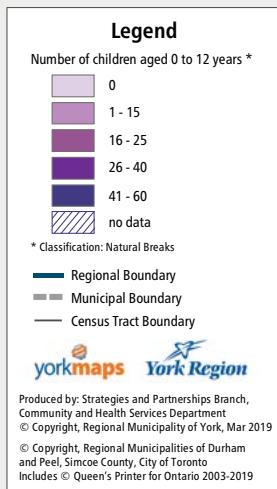 Legend
Number of children aged 0 to 12 years *
0
1 - 15
16 - 25
26 - 40
41 - 60
no data
* Classification: Natural Breaks
Regional Boundary
Municipal Boundary
Census Tract Boundary
yorkmaps York Region
Produced by: Strategies and Partnerships Branch,
Community and Health Services Department
© Copyright, Regional Municipality of York, Mar 2019
© Copyright, Regional Municipalities of Durham
and Peel, Simcoe County, City of Toronto
Includes © Queen's Printer for Ontario 2003-2019